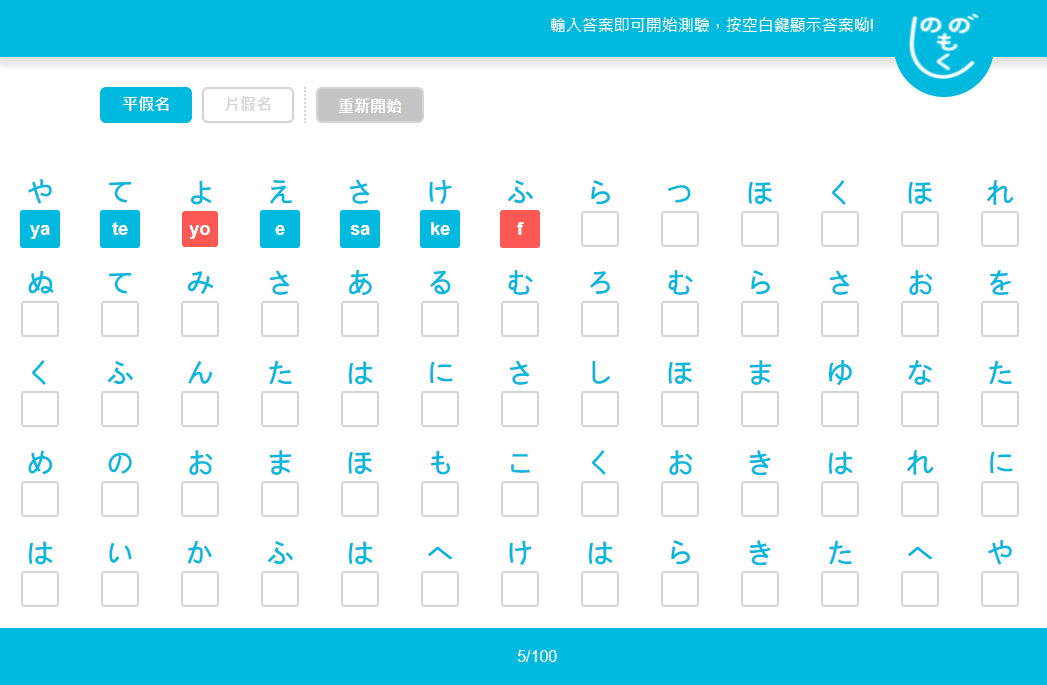 輸入答案即可開始測驗，按空白鍵顯示答案呦!
のの
も
く
平假名 片假名 重新開始
や て よ え さ け ふ ら つ ほ く ほ れ
ya te yo e sa ke f
ぬ て み さ あ る む ろ む ら さ お を
く ふ ん た は に さ し ほ ま ゆ な た
め の お ま ほ も こ く お き は れ に
は い か ふ は へ け は ら き た へ や
5/100